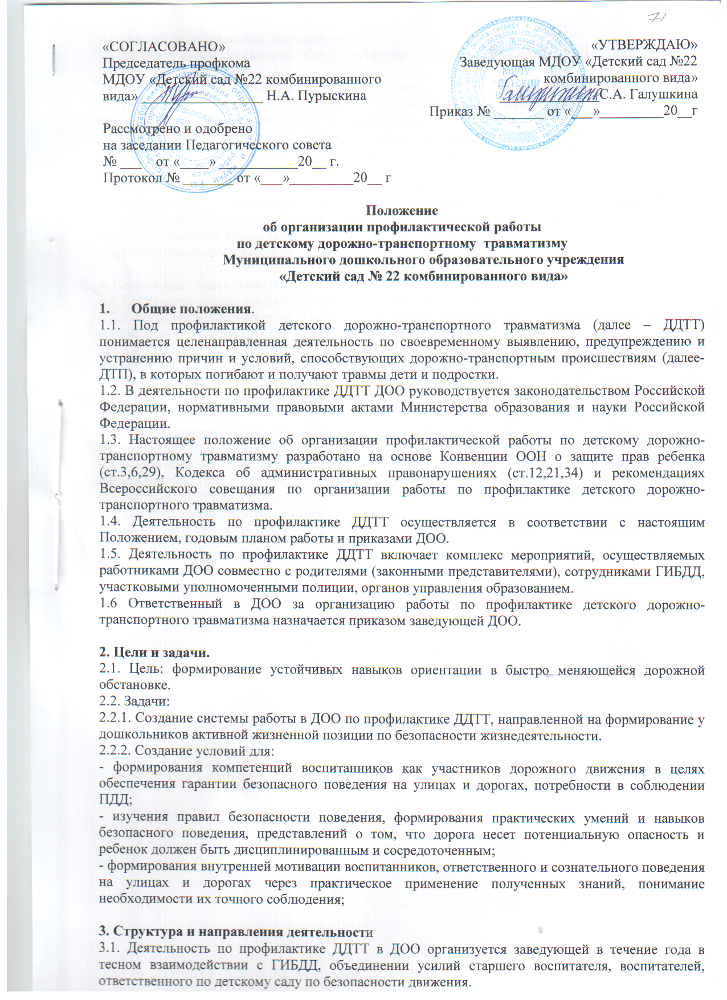 71
«СОГЛАСОВАНО»
Председатель профкома
МДОУ «Детский сад №22 комбинированного
вида» _________________ Н.А. Пурыскина
«УТВЕРЖДАЮ»
Заведующая МДОУ «Детский сад №22
комбинированного вида»
______________С.А. Галушкина
Приказ № _______ от «___»_________20__г
Рассмотрено и одобрено
на заседании Педагогического совета
№ ___ от «____» ___________20__ г.
Протокол № _______ от «___»_________20__ г
Положение
об организации профилактической работы
по детскому дорожно-транспортному травматизму
Муниципального дошкольного образовательного учреждения
«Детский сад № 22 комбинированного вида»
1. Общие положения.
1.1. Под профилактикой детского дорожно-транспортного травматизма (далее – ДДТТ)
понимается целенаправленная деятельность по своевременному выявлению, предупреждению и
устранению причин и условий, способствующих дорожно-транспортным происшествиям (далее-
ДТП), в которых погибают и получают травмы дети и подростки.
1.2. В деятельности по профилактике ДДТТ ДОО руководствуется законодательством Российской
Федерации, нормативными правовыми актами Министерства образования и науки Российской
Федерации.
1.3. Настоящее положение об организации профилактической работы по детскому дорожно-
транспортному травматизму разработано на основе Конвенции ООН о защите прав ребенка
(ст.3,6,29), Кодекса об административных правонарушениях (ст.12,21,34) и рекомендациях
Всероссийского совещания по организации работы по профилактике детского дорожно-
транспортного травматизма.
1.4. Деятельность по профилактике ДДТТ осуществляется в соответствии с настоящим
Положением, годовым планом работы и приказами ДОО.
1.5. Деятельность по профилактике ДДТТ включает комплекс мероприятий, осуществляемых
работниками ДОО совместно с родителями (законными представителями), сотрудниками ГИБДД,
участковыми уполномоченными полиции, органов управления образованием.
1.6 Ответственный в ДОО за организацию работы по профилактике детского дорожно-
транспортного травматизма назначается приказом заведующей ДОО.
2. Цели и задачи.
2.1. Цель: формирование устойчивых навыков ориентации в быстро меняющейся дорожной
обстановке.
2.2. Задачи:
2.2.1. Создание системы работы в ДОО по профилактике ДДТТ, направленной на формирование у
дошкольников активной жизненной позиции по безопасности жизнедеятельности.
2.2.2. Создание условий для:
- формирования компетенций воспитанников как участников дорожного движения в целях
обеспечения гарантии безопасного поведения на улицах и дорогах, потребности в соблюдении
ПДД;
- изучения правил безопасности поведения, формирования практических умений и навыков
безопасного поведения, представлений о том, что дорога несет потенциальную опасность и
ребенок должен быть дисциплинированным и сосредоточенным;
- формирования внутренней мотивации воспитанников, ответственного и сознательного поведения
на улицах и дорогах через практическое применение полученных знаний, понимание
необходимости их точного соблюдения;
3. Структура и направления деятельности
3.1. Деятельность по профилактике ДДТТ в ДОО организуется заведующей в течение года в
тесном взаимодействии с ГИБДД, объединении усилий старшего воспитателя, воспитателей,
ответственного по детскому саду по безопасности движения.